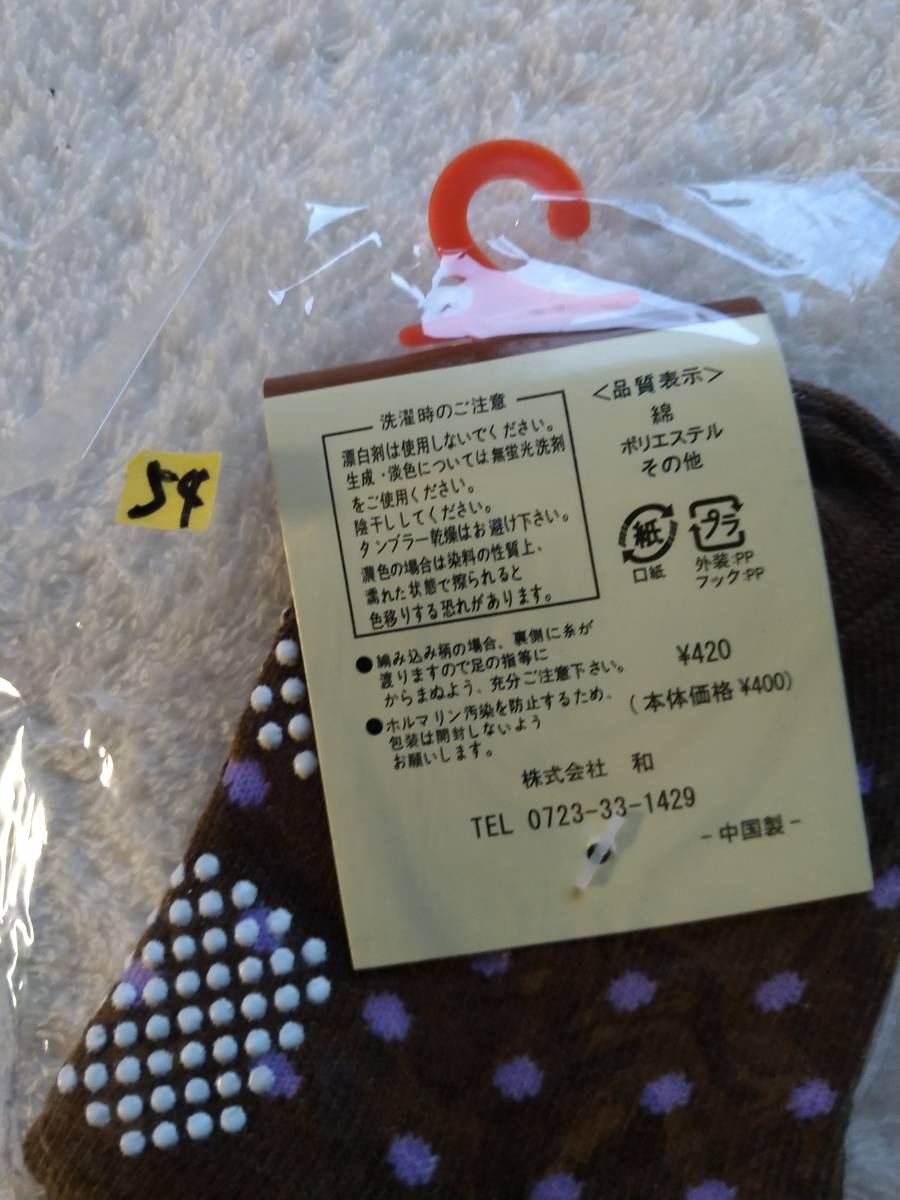 54
洗濯時のご注意
漂白剤は使用しないでください。
生成・淡色については無蛍光洗剤
をご使用ください。
陰干ししてください。
タンブラー乾燥はお避け下さい。
濃色の場合は染料の性質上、
濡れた状態で擦られると
色移りする恐れがあります。
<品質表示>
綿
ポリエステル
その他
紙
口紙
プラ
外装:PP
フック:PP
●編み込み柄の場合、裏側に糸が
渡りますので足の指等に
からまぬよう、充分ご注意下さい。
●ホルマリン汚染を防止するため、
包装は開封しないよう
お願いします。
¥420
(本体価格¥400)
株式会社 和
TEL 0723-33-1429
-中国製-